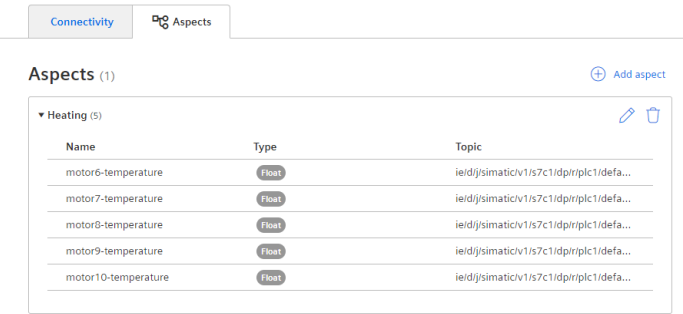 Connectivity Aspects
Aspects (1) Add aspect
Heating (5)
Name Type Topic
motor6-temperature Float ie/d/j/simatic/v1/s7c1/dp/r/plc1/defa...
motor7-temperature Float ie/d/j/simatic/v1/s7c1/dp/r/plc1/defa...
motor8-temperature Float ie/d/j/simatic/v1/s7c1/dp/r/plc1/defa...
motor9-temperature Float ie/d/j/simatic/v1/s7c1/dp/r/plc1/defa...
motor10-temperature Float ie/d/j/simatic/v1/s7c1/dp/r/plc1/defa...